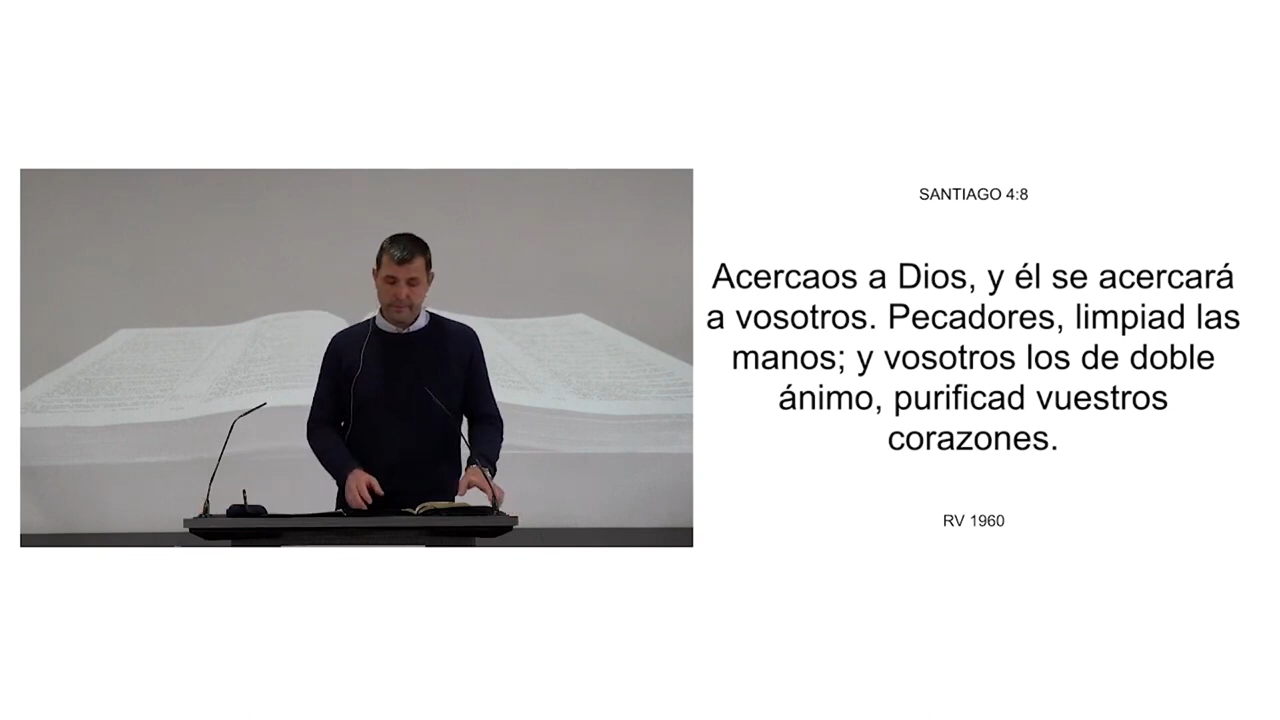 SANTIAGO 4:8
Acercaos a Dios, y él se acercará
a vosotros. Pecadores, limpiad las
manos; y vosotros los de doble
ánimo, purificad vuestros
corazones.
RV 1960